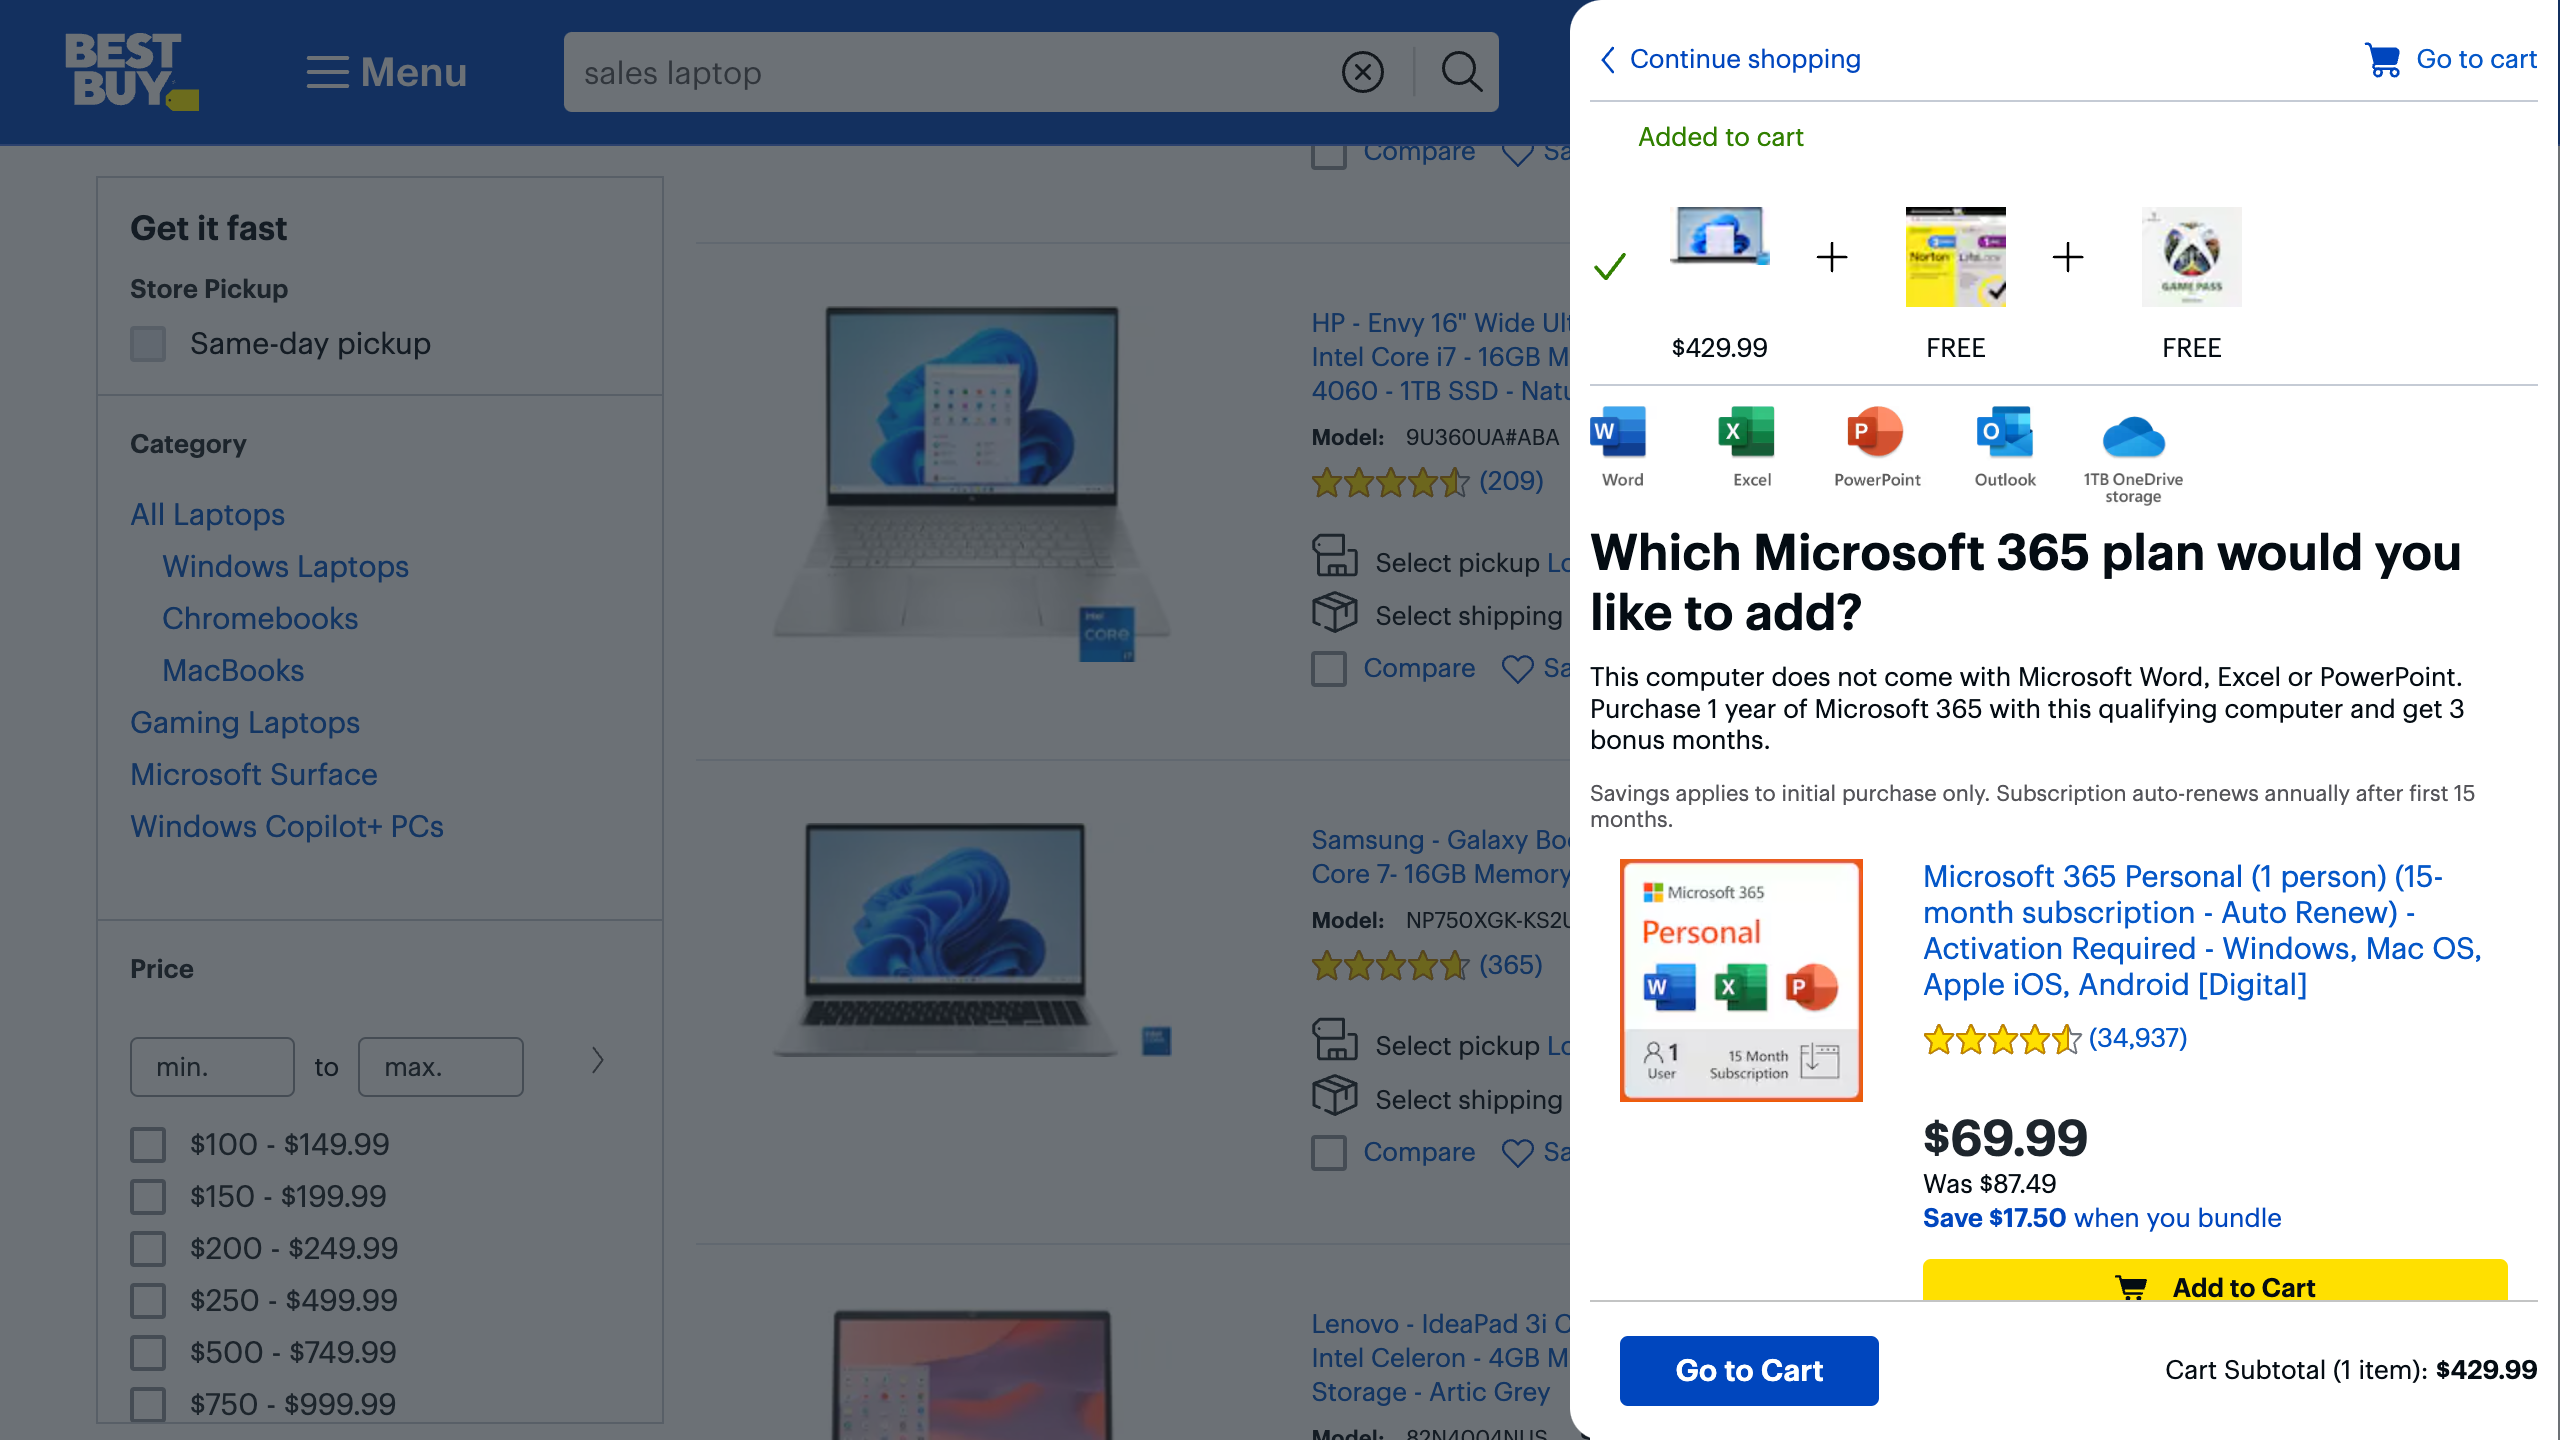 BEST
BUY
Menu
sales laptop
Get it fast
Store Pickup
Same-day pickup
Category
All Laptops
Windows Laptops
Chromebooks
MacBooks
Gaming Laptops
Microsoft Surface
Windows Copilot+ PCs
Price
min.
to
max.
$100 - $149.99
$150 - $199.99
$200 - $249.99
$250 - $499.99
$500 - $749.99
$750 - $999.99
Compare
HP - Envy 16" Wide
Intel Core i7 - 16GB
4060 - 1TB SSD -
Model: 9U360UA#ABA
(209)
Select pickup
Select shipping
Compare
intel
CORE
i7
Samsung - Galaxy
Core 7- 16GB Memory
Model: NP750XGK-KS2U
(365)
Select pickup
Select shipping
Compare
Lenovo - IdeaPad 3i
Intel Celeron - 4GB
Storage - Artic Grey
Model: 82N4004NUS
Continue shopping
Go to cart
Added to cart
Norton
GAME PASS
$429.99
FREE
FREE
Word
Excel
PowerPoint
Outlook
1TB OneDrive
storage
Which Microsoft 365 plan would you
like to add?
This computer does not come with Microsoft Word, Excel or PowerPoint.
Purchase 1 year of Microsoft 365 with this qualifying computer and get 3
bonus months.
Savings applies to initial purchase only. Subscription auto-renews annually after first 15
months.
Microsoft 365
Personal
W X P
1
User
15 Month
Subscription
Microsoft 365 Personal (1 person) (15-
month subscription - Auto Renew) -
Activation Required - Windows, Mac OS,
Apple iOS, Android [Digital]
(34,937)
$69.99
Was $87.49
Save $17.50 when you bundle
Add to Cart
Go to Cart
Cart Subtotal (1 item): $429.99